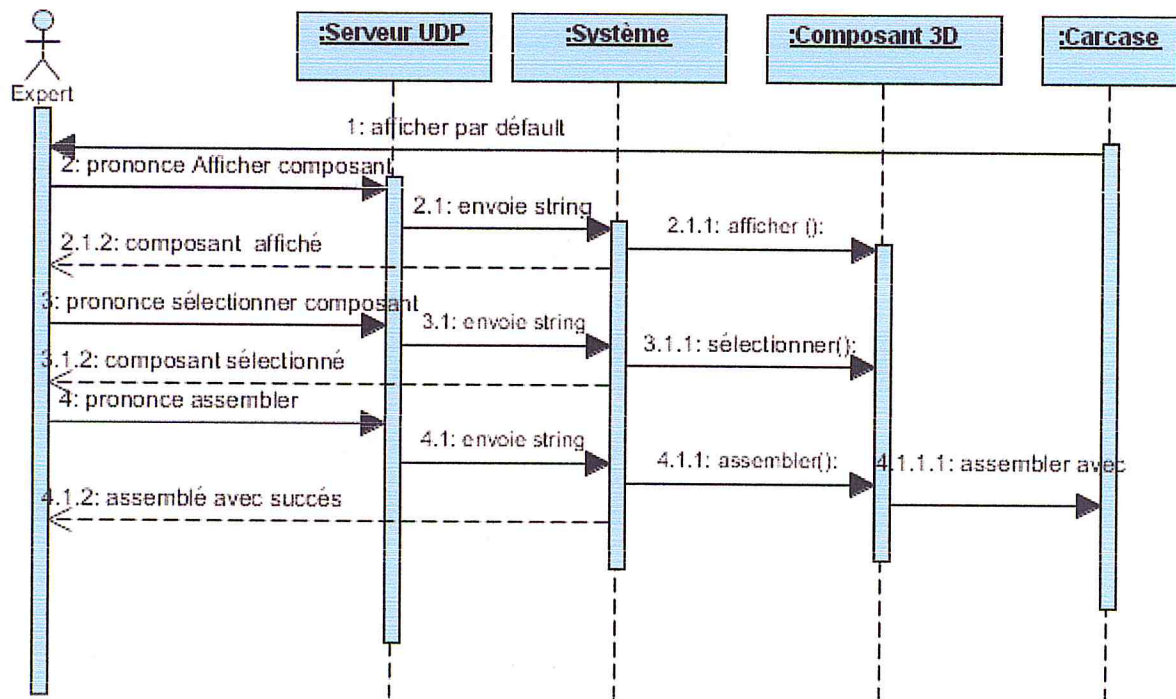 :Serveur UDP
:Système
:Composant 3D
:Carcase
Expert
1: afficher par défault
2: prononce Afficher composant
2.1: envoie string
2.1.1: afficher ():
2.1.2: composant affiché
3: prononce sélectionner composant
3.1: envoie string
3.1.1: sélectionner():
3.1.2: composant sélectionné
4: prononce assembler
4.1: envoie string
4.1.1: assembler():
4.1.1.1: assembler avec
4.1.2: assemblé avec succés